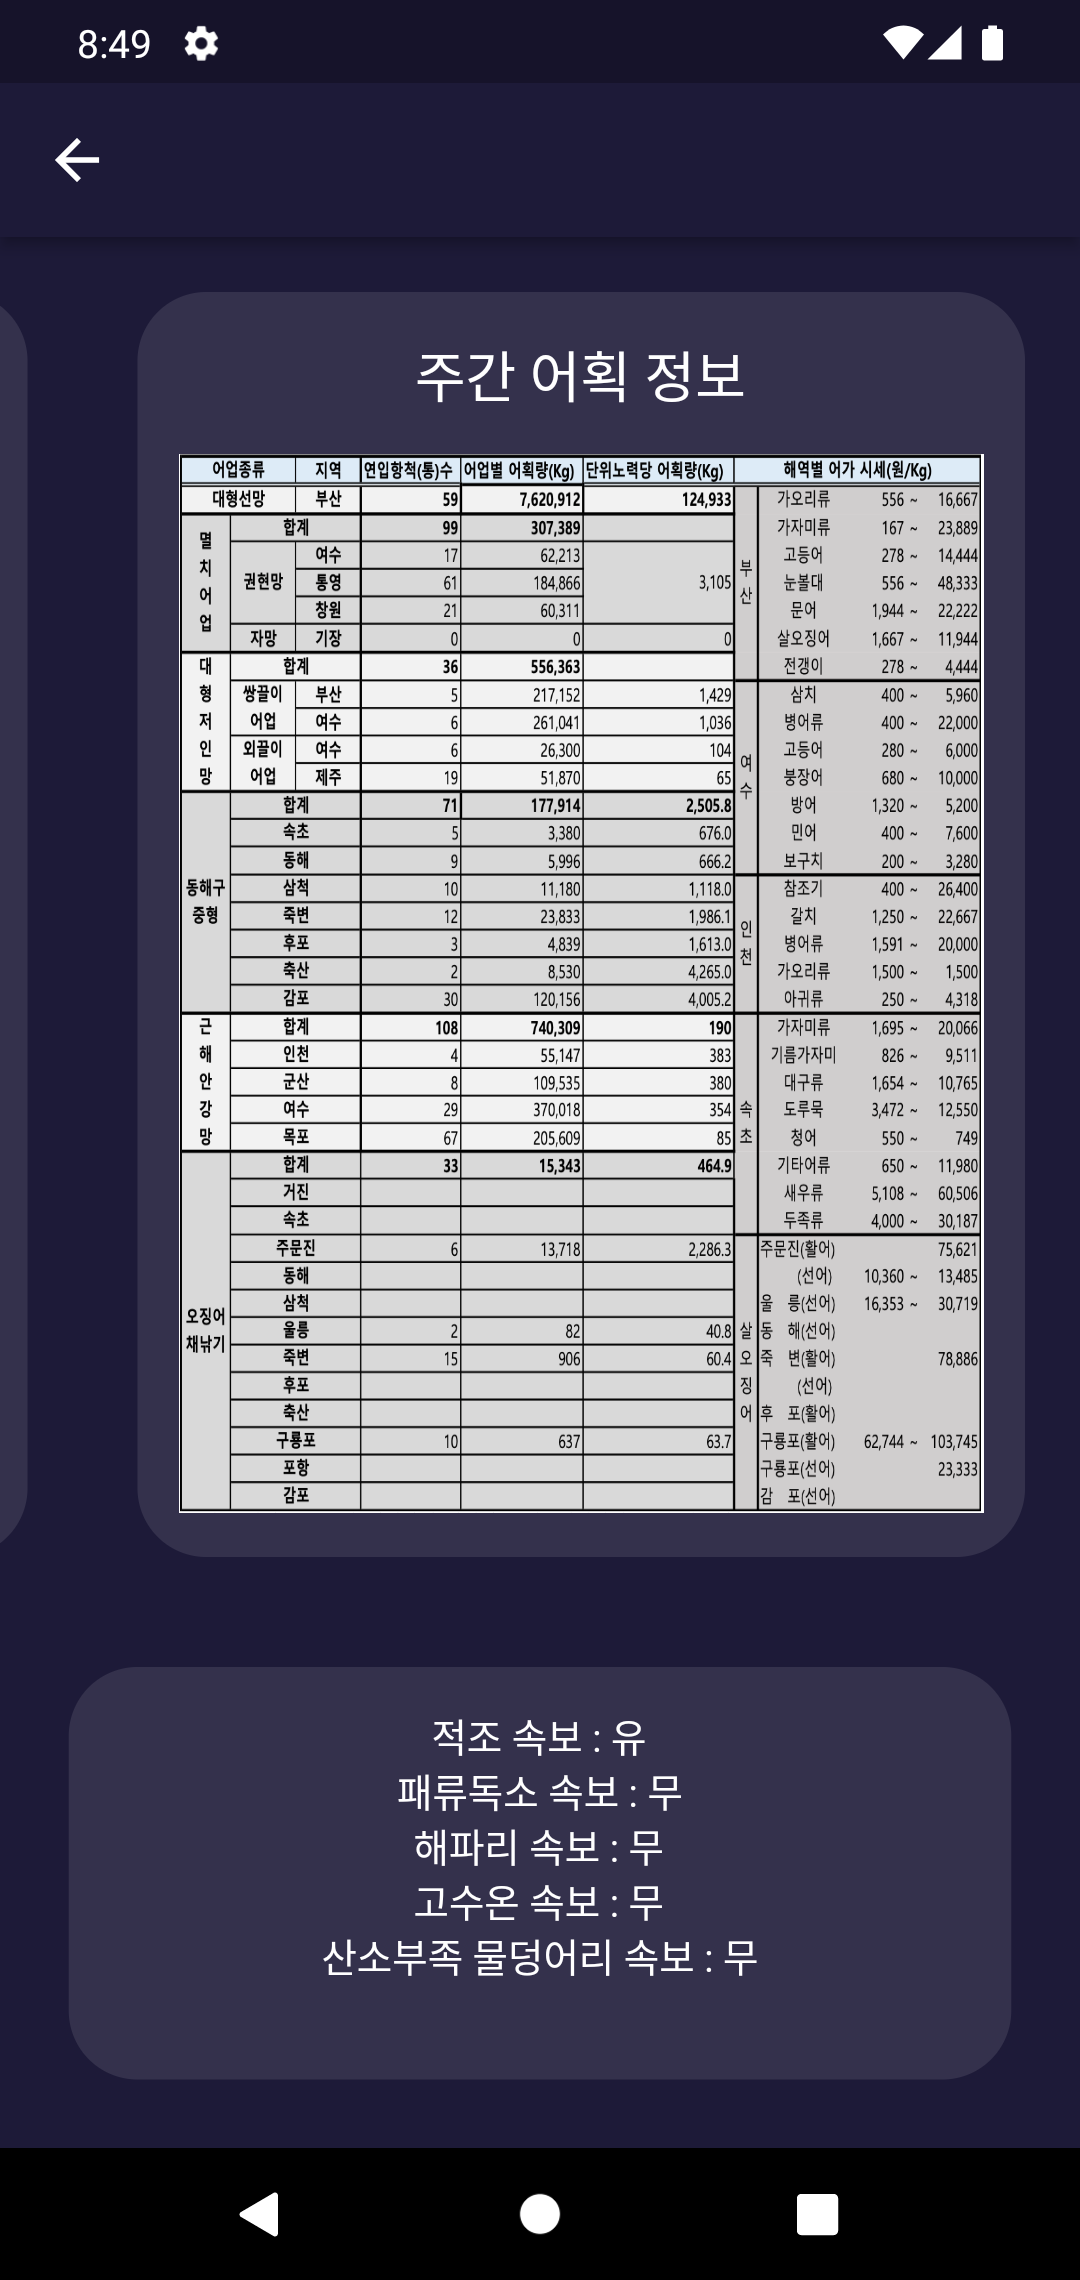 8:49
주간 어획 정보
어업종류 지역 연입항척(통)수 어업별 어획량(Kg) 단위노력당 어획량(Kg) 해역별 어가 시세(원/Kg)
대형선망 부산 59 7,620,912 124,933 가오리류 556 ~ 16,667
합계 99 307,389 가자미류 167 ~ 23,889
멸치어업 권현망 여수 17 62,213 3,105 부산 고등어 278 ~ 14,444
통영 61 184,866 눈볼대 556 ~ 48,333
창원 21 60,311 문어 1,944 ~ 22,222
자망 기장 0 0 0 살오징어 1,667 ~ 11,944
대형저인망 합계 36 556,363 전갱이 278 ~ 4,444
쌍끌이어업 부산 5 217,152 1,429 여수 삼치 400 ~ 5,960
여수 6 261,041 1,036 병어류 400 ~ 22,000
외끌이어업 여수 6 26,300 104 고등어 280 ~ 6,000
제주 19 51,870 65 붕장어 680 ~ 10,000
동해구중형 합계 71 177,914 2,505.8 방어 1,320 ~ 5,200
속초 5 3,380 676.0 민어 400 ~ 7,600
동해 9 5,996 666.2 보구치 200 ~ 3,280
삼척 10 11,180 1,118.0 인천 참조기 400 ~ 26,400
죽변 12 23,833 1,986.1 갈치 1,250 ~ 22,667
후포 3 4,839 1,613.0 병어류 1,591 ~ 20,000
축산 2 8,530 4,265.0 가오리류 1,500 ~ 1,500
감포 30 120,156 4,005.2 아귀류 250 ~ 4,318
근해안강망 합계 108 740,309 190 속초 가자미류 1,695 ~ 20,066
인천 4 55,147 383 기름가자미 826 ~ 9,511
군산 8 109,535 380 대구류 1,654 ~ 10,765
여수 29 370,018 354 도루묵 3,472 ~ 12,550
목포 67 205,609 85 청어 550 ~ 749
오징어채낚기 합계 33 15,343 464.9 기타어류 650 ~ 11,980
거진 새우류 5,108 ~ 60,506
속초 두족류 4,000 ~ 30,187
주문진 6 13,718 2,286.3 살오징어 주문진(활어) 75,621
동해 (선어) 10,360 ~ 13,485
삼척 울 릉(선어) 16,353 ~ 30,719
울릉 2 82 40.8 동 해(선어)
죽변 15 906 60.4 죽 변(활어) 78,886
후포 (선어)
축산 후 포(활어)
구룡포 10 637 63.7 구룡포(활어) 62,744 ~ 103,745
포항 구룡포(선어) 23,333
감포 감 포(선어)
적조 속보 : 유
패류독소 속보 : 무
해파리 속보 : 무
고수온 속보 : 무
산소부족 물덩어리 속보 : 무